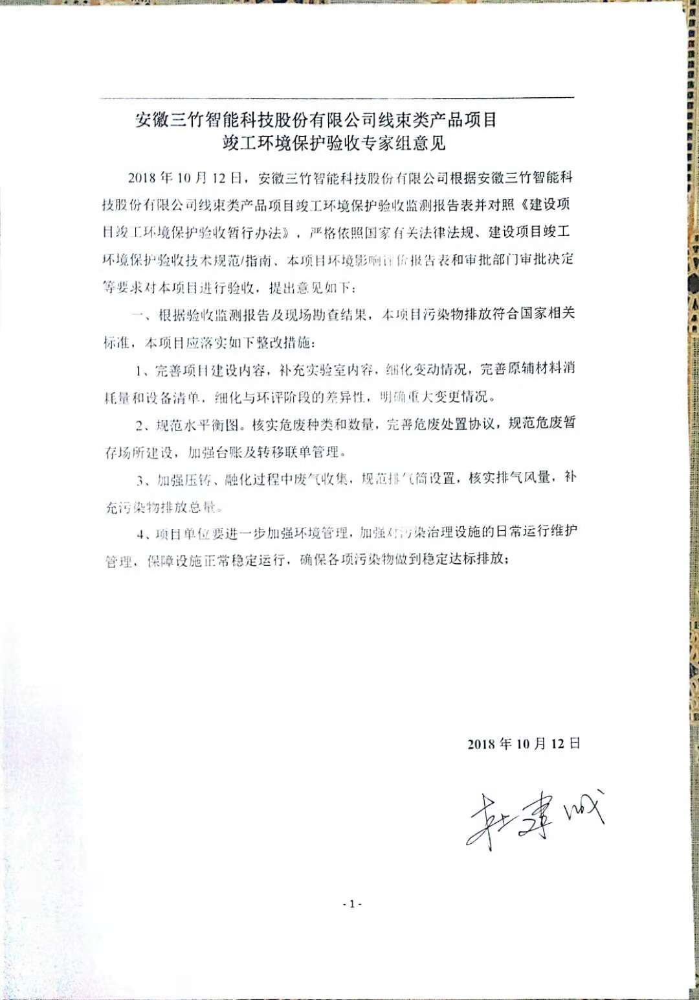 安徽三竹智能科技股份有限公司线束类产品项目
竣工环境保护验收专家组意见
2018 年 10 月 12 日，安徽三竹智能科技股份有限公司根据安徽三竹智能科
技股份有限公司线束类产品项目竣工环境保护验收监测报告表并对照《建设项
目竣工环境保护验收暂行办法》，严格依照国家有关法律法规、建设项目竣工
环境保护验收技术规范/指南、本项目环境影响评价报告表和审批部门审批决定
等要求对本项目进行验收，提出意见如下：
一、根据验收监测报告及现场勘查结果，本项目污染物排放符合国家相关
标准，本项目应落实如下整改措施：
1、完善项目建设内容，补充实验室内容，细化变动情况，完善原辅材料消
耗量和设备清单，细化与环评阶段的差异性，明确重大变更情况。
2、规范水平衡图。核实危废种类和数量，完善危废处置协议，规范危废暂
存场所建设，加强台账及转移联单管理。
3、加强压铸、融化过程中废气收集，规范排气筒设置，核实排气风量，补
充污染物排放总量。
4、项目单位要进一步加强环境管理，加强对污染治理设施的日常运行维护
管理，保障设施正常稳定运行，确保各项污染物做到稳定达标排放；
2018 年 10 月 12 日
杜建城
- 1 -